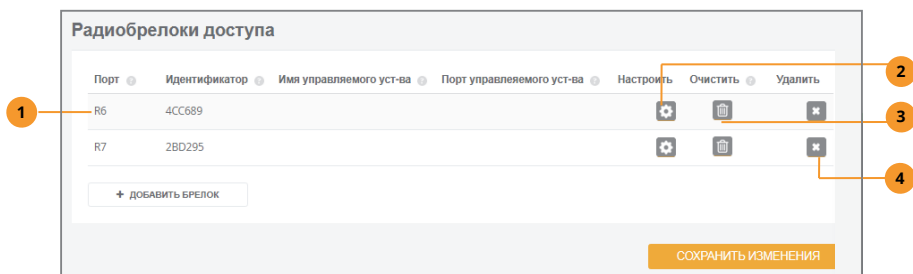 Радиобрелоки доступа
Порт ? Идентификатор ? Имя управляемого уст-ва ? Порт управлеяемого уст-ва ? Настроить Очистить ? Удалить
2
1
R6 4CC689
3
R7 2BD295
4
+ ДОБАВИТЬ БРЕЛОК
СОХРАНИТЬ ИЗМЕНЕНИЯ